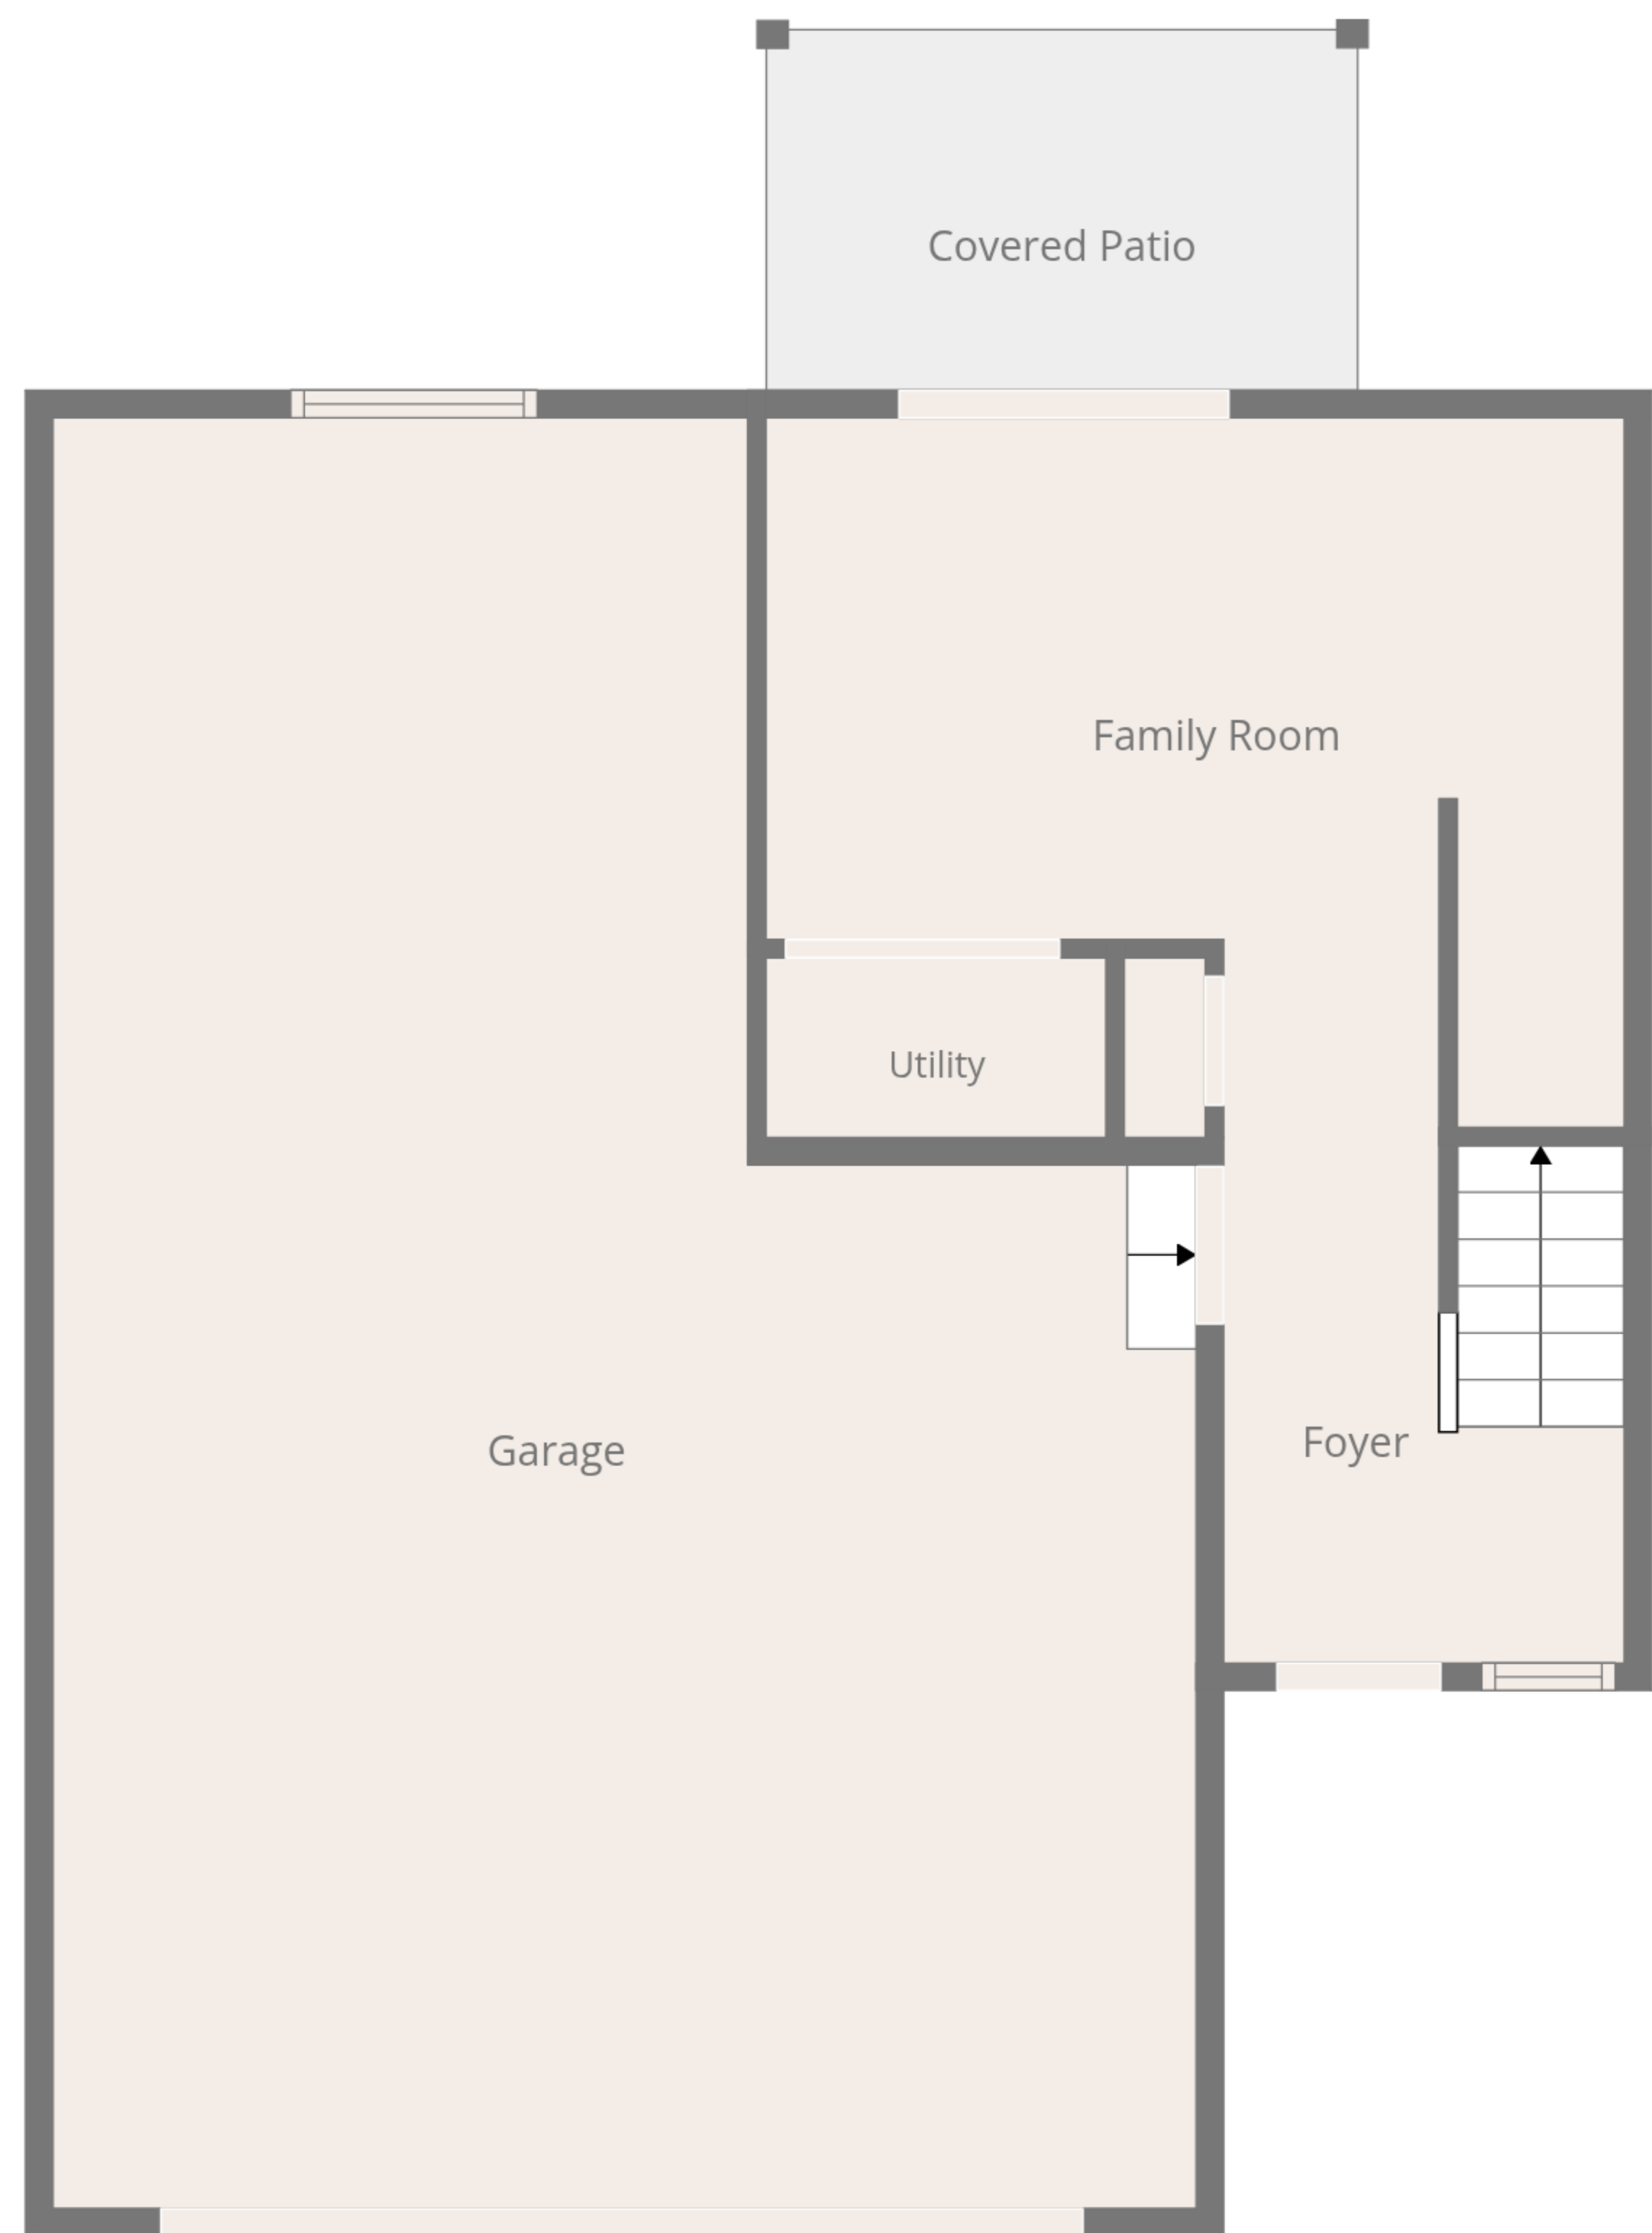 Covered Patio
Family Room
Utility
Foyer
Garage